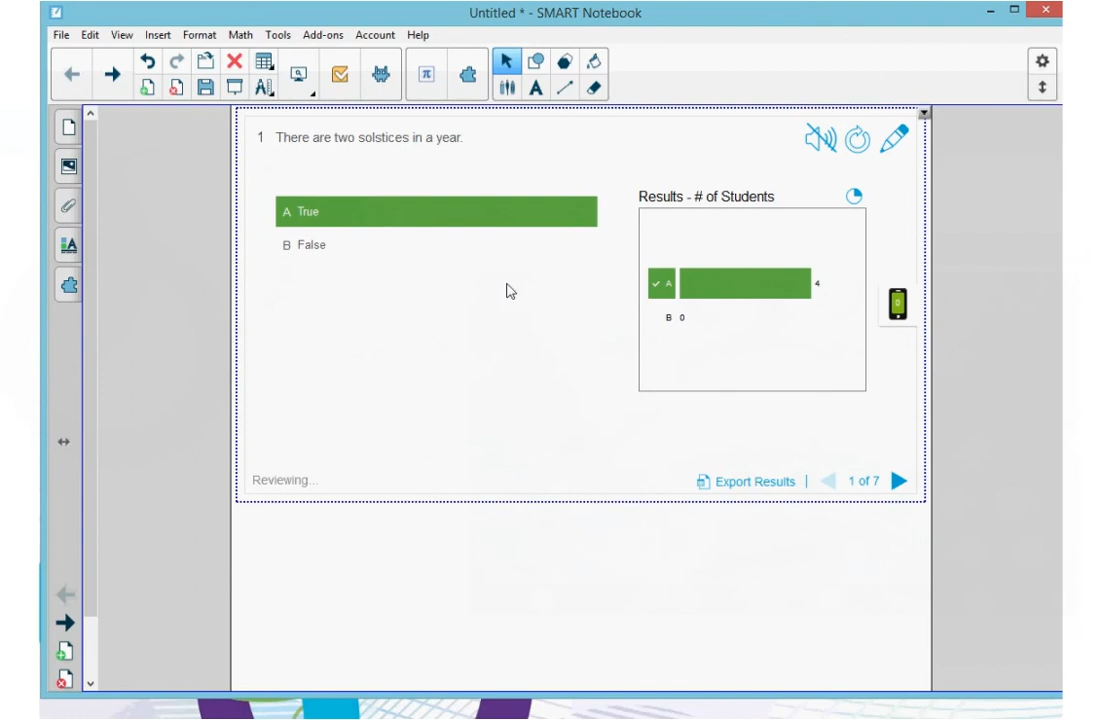 Untitled * - SMART Notebook
File Edit View Insert Format Math Tools Add-ons Account Help
π
A
A
1 There are two solstices in a year.
Results - # of Students
A True
B False
A 4
B 0
0
Reviewing...
Export Results | 1 of 7